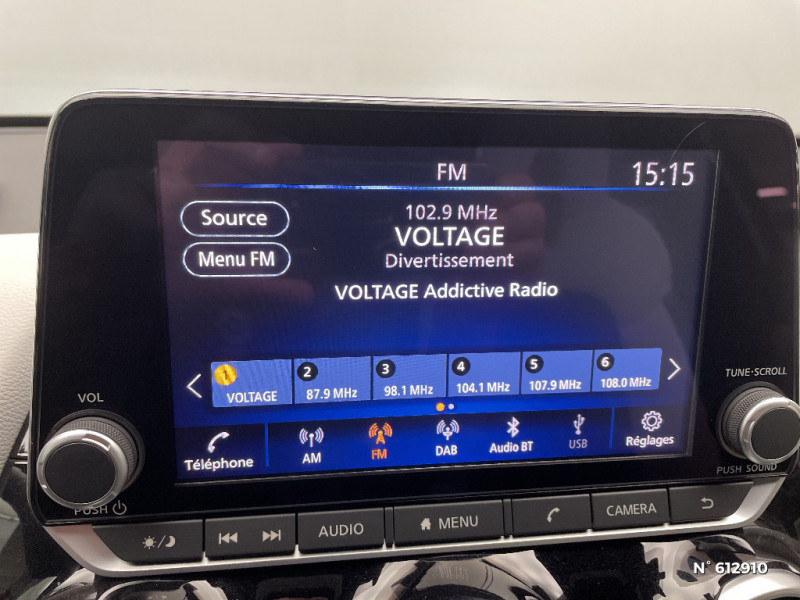 FM
15:15
Source
102.9 MHz
VOLTAGE
Menu FM
Divertissement
VOLTAGE Addictive Radio
1 VOLTAGE
2 87.9 MHz
3 98.1 MHz
4 104.1 MHz
5 107.9 MHz
6 108.0 MHz
Téléphone
AM
FM
DAB
Audio BT
USB
Réglages
VOL
PUSH
TUNE·SCROLL
PUSH SOUND
AUDIO
MENU
CAMERA
N° 612910